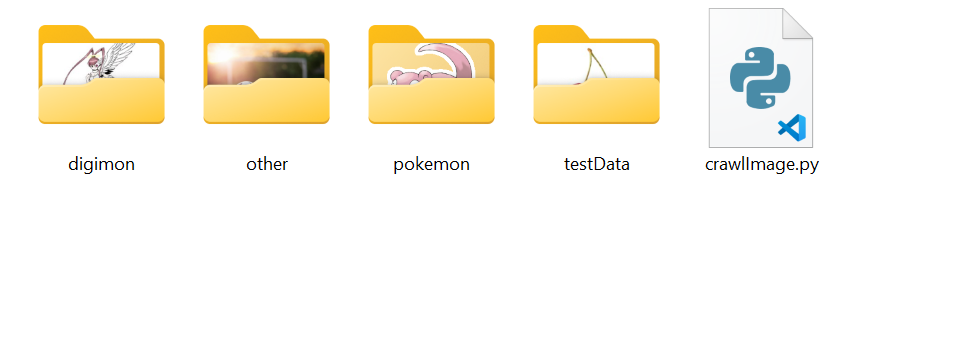 digimon
other
pokemon
testData
crawlImage.py